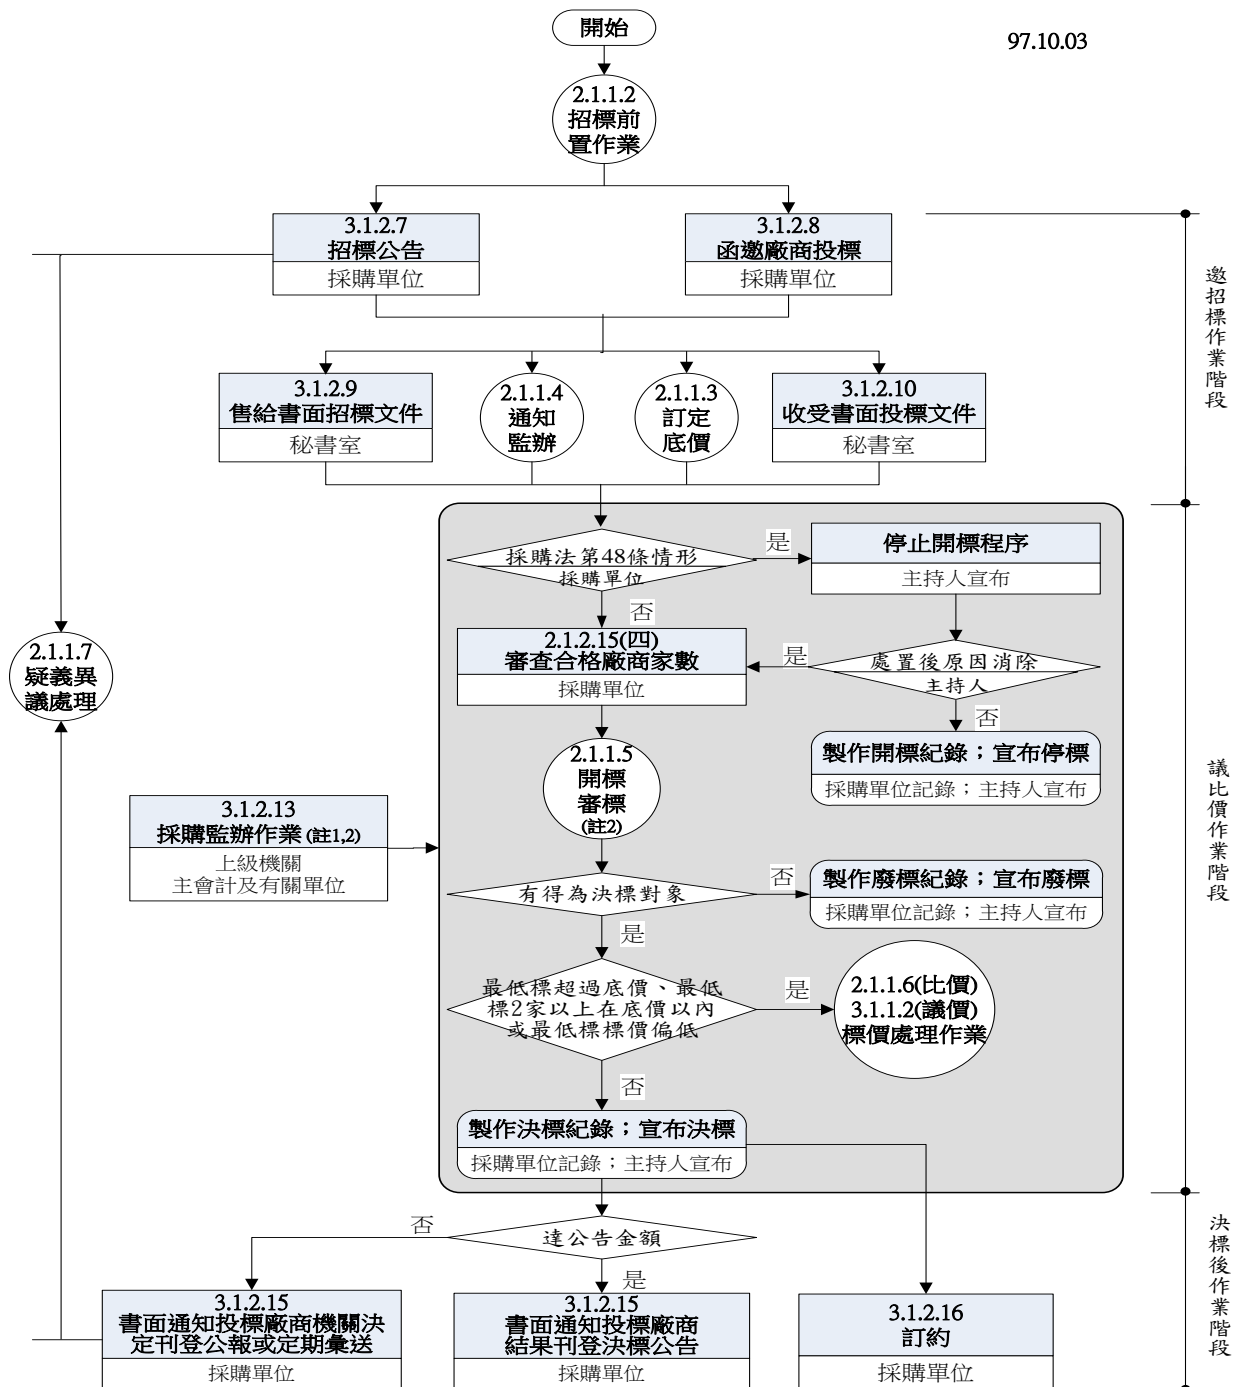 開始
97.10.03
2.1.1.2
招標前
置作業
3.1.2.7
招標公告
採購單位
3.1.2.8
函邀廠商投標
採購單位
邀招標作業階段
3.1.2.9
售給書面招標文件
秘書室
2.1.1.4
通知
監辦
2.1.1.3
訂定
底價
3.1.2.10
收受書面投標文件
秘書室
採購法第48條情形
採購單位
是
停止開標程序
主持人宣布
否
2.1.2.15(四)
審查合格廠商家數
採購單位
是
處置後原因消除
主持人
否
製作開標紀錄；宣布停標
採購單位記錄；主持人宣布
2.1.1.7
疑義異
議處理
2.1.1.5
開標
審標
(註2)
議比價作業階段
3.1.2.13
採購監辦作業(註1,2)
上級機關
主會計及有關單位
有得為決標對象
否
製作廢標紀錄；宣布廢標
採購單位記錄；主持人宣布
是
最低標超過底價、最低
標2家以上在底價以內
或最低標標價偏低
是
2.1.1.6(比價)
3.1.1.2(議價)
標價處理作業
否
製作決標紀錄；宣布決標
採購單位記錄；主持人宣布
達公告金額
否
是
決標後作業階段
3.1.2.15
書面通知投標廠商機關決
定刊登公報或定期彙送
採購單位
3.1.2.15
書面通知投標廠商
結果刊登決標公告
採購單位
3.1.2.16
訂約
採購單位